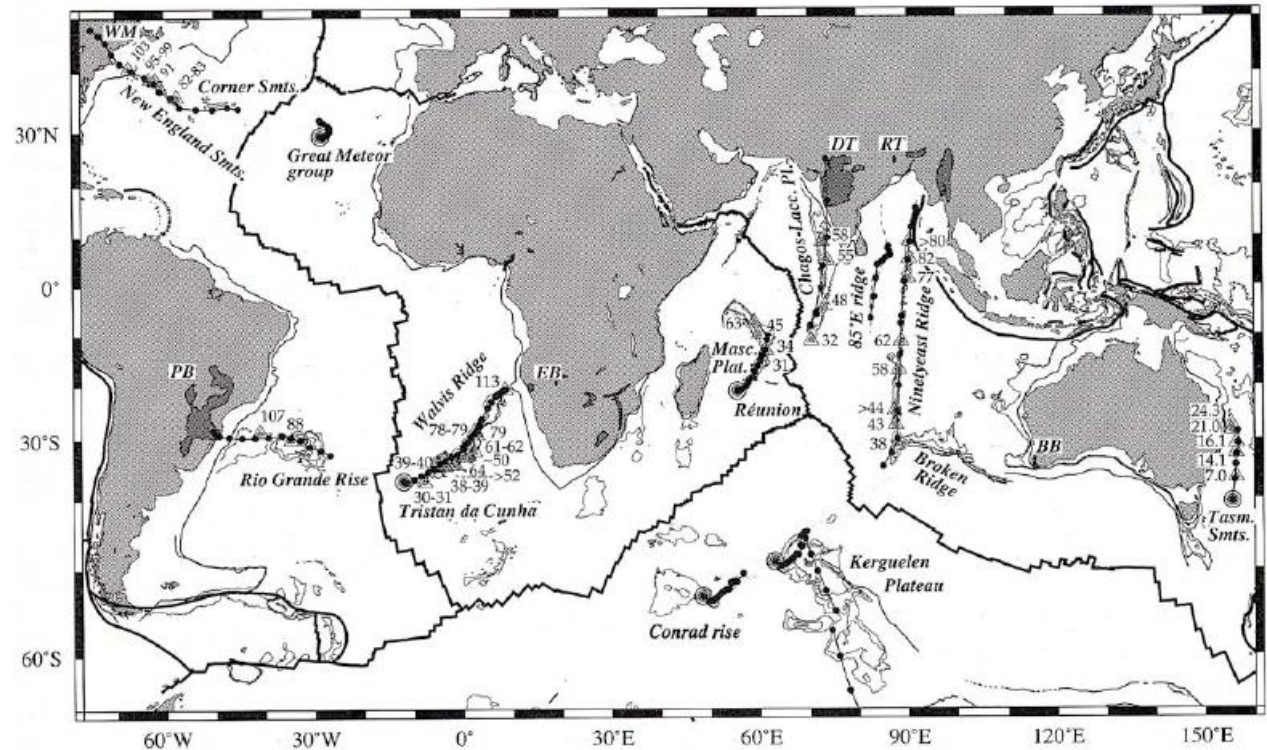 WM
103
95-99
91
82-83
Corner Smts.
New England Smts.
30°N
Great Meteor
group
DT
RT
Chagos-Lacc. Pl.
58
55
48
32
85°E ridge
>80
82
77
62
58
>44
43
38
Ninetyeast Ridge
0°
63
45
34
31
Masc.
Plat.
Réunion
PB
107
88
Rio Grande Rise
Walvis Ridge
113
EB
78-79
79
61-62
50
>52
64
39-40
38-39
30-31
Tristan da Cunha
30°S
Broken
Ridge
BB
24.3
21.0
16.1
14.1
7.0
Tasm.
Smts.
Kerguelen
Plateau
Conrad rise
60°S
60°W
30°W
0°
30°E
60°E
90°E
120°E
150°E